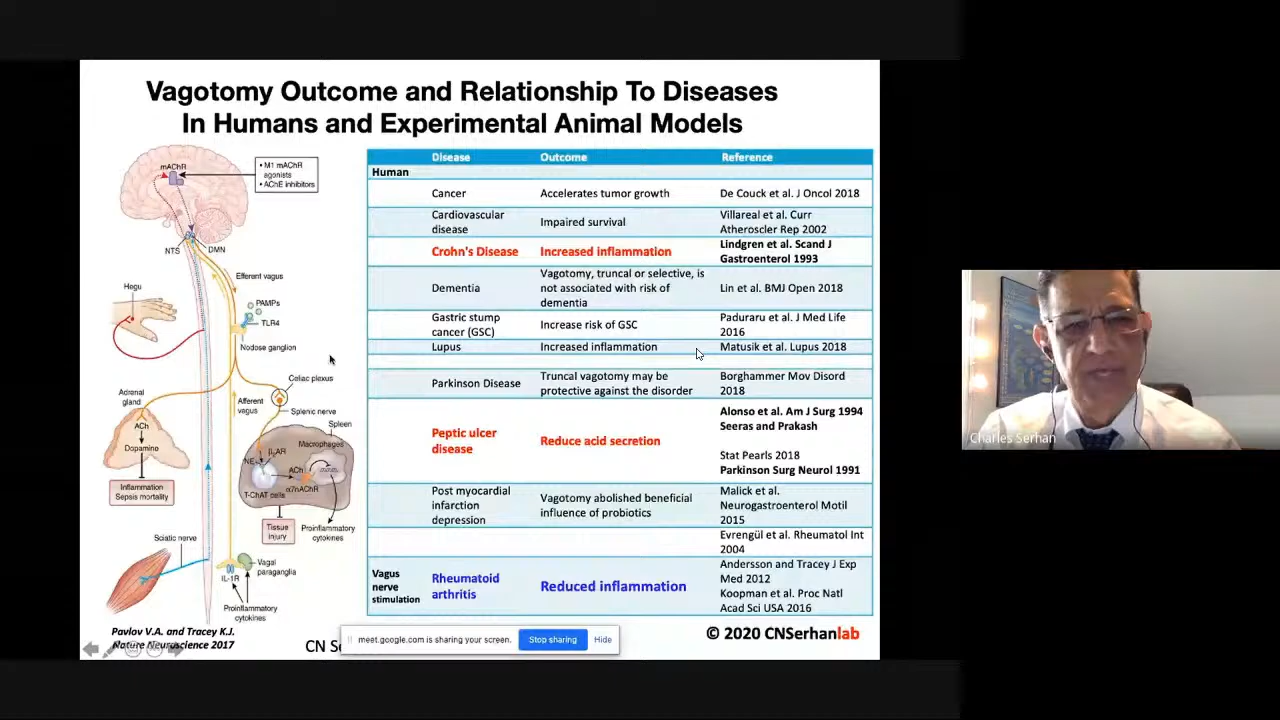 Vagotomy Outcome and Relationship To Diseases
In Humans and Experimental Animal Models
mAChR
• M1 mAChR
agonists
• AChE inhibitors
NTS
DMN
Efferent vagus
Hegu
PAMPs
TLR4
Nodose ganglion
Celiac plexus
Adrenal
gland
Afferent
vagus
Splenic nerve
Spleen
ACh
Macrophages
Dopamine
NE
ACh
α7nAChR
T-ChAT cells
Inflammation
Sepsis mortality
Tissue
injury
Proinflammatory
cytokines
Sciatic nerve
Vagal
paraganglia
IL-1R
Proinflammatory
cytokines
Pavlov V.A. and Tracey K.J.
Nature Neuroscience 2017
Disease Outcome Reference
Human
Cancer Accelerates tumor growth De Couck et al. J Oncol 2018
Cardiovascular
disease
Impaired survival
Villareal et al. Curr
Atheroscler Rep 2002
Crohn's Disease Increased inflammation
Lindgren et al. Scand J
Gastroenterol 1993
Dementia
Vagotomy, truncal or selective, is
not associated with risk of
dementia
Lin et al. BMJ Open 2018
Gastric stump
cancer (GSC)
Increase risk of GSC
Paduraru et al. J Med Life
2016
Lupus Increased inflammation Matusik et al. Lupus 2018
Parkinson Disease
Truncal vagotomy may be
protective against the disorder
Borghammer Mov Disord
2018
Peptic ulcer
disease
Reduce acid secretion
Alonso et al. Am J Surg 1994
Seeras and Prakash
Stat Pearls 2018
Parkinson Surg Neurol 1991
Post myocardial
infarction
depression
Vagotomy abolished beneficial
influence of probiotics
Malick et al.
Neurogastroenterol Motil
2015
Evrengül et al. Rheumatol Int
2004
Vagus
nerve
stimulation
Rheumatoid
arthritis
Reduced inflammation
Andersson and Tracey J Exp
Med 2012
Koopman et al. Proc Natl
Acad Sci USA 2016
CN
meet.google.com is sharing your screen.
Stop sharing
Hide
© 2020 CNSerhanlab
Charles Serhan